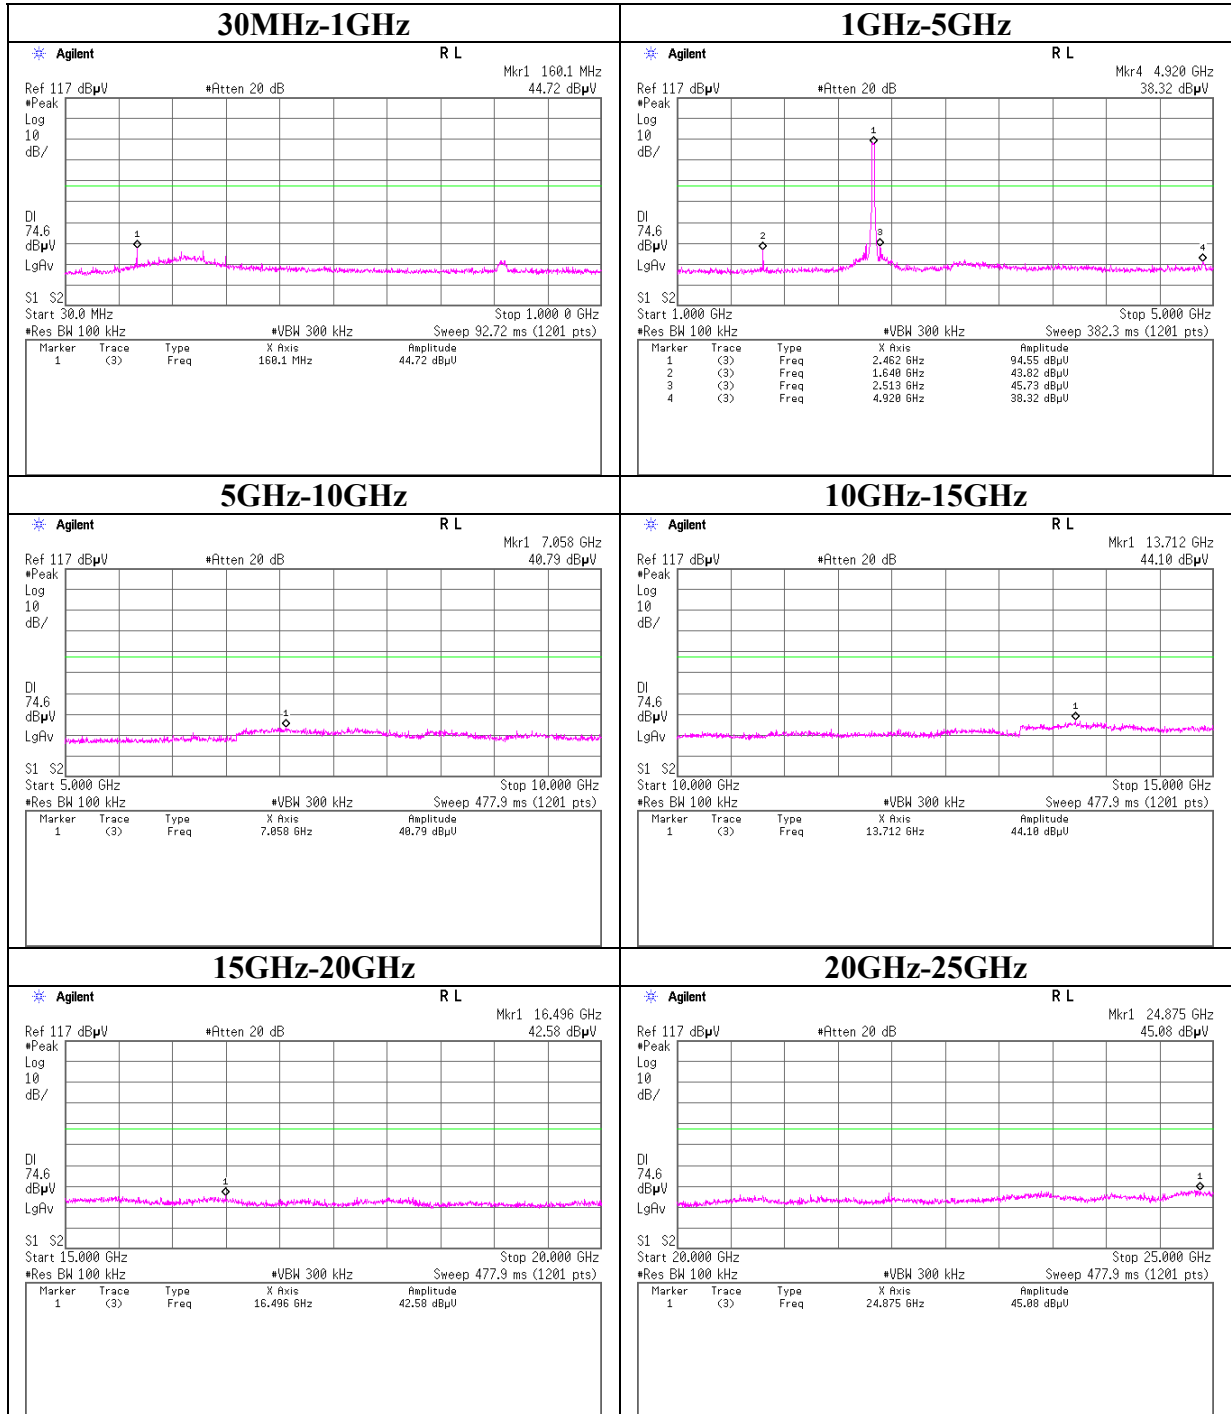 30MHz-1GHz
Agilent R L
Mkr1 160.1 MHz
Ref 117 dBµV #Atten 20 dB 44.72 dBµV
#Peak
Log
10
dB/
DI
74.6
dBµV
LgAv
1
S1 S2
Start 30.0 MHz Stop 1.000 0 GHz
#Res BW 100 kHz #VBW 300 kHz Sweep 92.72 ms (1201 pts)
Marker Trace Type X Axis Amplitude
1 (3) Freq 160.1 MHz 44.72 dBµV
1GHz-5GHz
Agilent R L
Mkr4 4.920 GHz
Ref 117 dBµV #Atten 20 dB 38.32 dBµV
#Peak
Log
10
dB/
1
DI
74.6
dBµV
LgAv
2 3 4
S1 S2
Start 1.000 GHz Stop 5.000 GHz
#Res BW 100 kHz #VBW 300 kHz Sweep 382.3 ms (1201 pts)
Marker Trace Type X Axis Amplitude
1 (3) Freq 2.462 GHz 94.55 dBµV
2 (3) Freq 1.640 GHz 43.82 dBµV
3 (3) Freq 2.513 GHz 45.73 dBµV
4 (3) Freq 4.920 GHz 38.32 dBµV
5GHz-10GHz
Agilent R L
Mkr1 7.058 GHz
Ref 117 dBµV #Atten 20 dB 40.79 dBµV
#Peak
Log
10
dB/
DI
74.6
dBµV
LgAv
1
S1 S2
Start 5.000 GHz Stop 10.000 GHz
#Res BW 100 kHz #VBW 300 kHz Sweep 477.9 ms (1201 pts)
Marker Trace Type X Axis Amplitude
1 (3) Freq 7.058 GHz 40.79 dBµV
10GHz-15GHz
Agilent R L
Mkr1 13.712 GHz
Ref 117 dBµV #Atten 20 dB 44.10 dBµV
#Peak
Log
10
dB/
DI
74.6
dBµV
LgAv
1
S1 S2
Start 10.000 GHz Stop 15.000 GHz
#Res BW 100 kHz #VBW 300 kHz Sweep 477.9 ms (1201 pts)
Marker Trace Type X Axis Amplitude
1 (3) Freq 13.712 GHz 44.10 dBµV
15GHz-20GHz
Agilent R L
Mkr1 16.496 GHz
Ref 117 dBµV #Atten 20 dB 42.58 dBµV
#Peak
Log
10
dB/
DI
74.6
dBµV
LgAv
1
S1 S2
Start 15.000 GHz Stop 20.000 GHz
#Res BW 100 kHz #VBW 300 kHz Sweep 477.9 ms (1201 pts)
Marker Trace Type X Axis Amplitude
1 (3) Freq 16.496 GHz 42.58 dBµV
20GHz-25GHz
Agilent R L
Mkr1 24.875 GHz
Ref 117 dBµV #Atten 20 dB 45.08 dBµV
#Peak
Log
10
dB/
DI
74.6
dBµV
LgAv
1
S1 S2
Start 20.000 GHz Stop 25.000 GHz
#Res BW 100 kHz #VBW 300 kHz Sweep 477.9 ms (1201 pts)
Marker Trace Type X Axis Amplitude
1 (3) Freq 24.875 GHz 45.08 dBµV